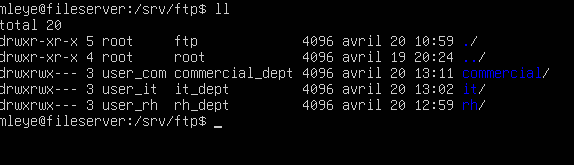 mleye@fileserver:/srv/ftp$ ll
total 20
drwxr-xr-x 5 root     ftp             4096 avril 20 10:59 ./
drwxr-xr-x 4 root     root            4096 avril 19 20:24 ../
drwxrwx--- 3 user_com commercial_dept 4096 avril 20 13:11 commercial/
drwxrwx--- 3 user_it  it_dept         4096 avril 20 13:02 it/
drwxrwx--- 3 user_rh  rh_dept         4096 avril 20 12:59 rh/
mleye@fileserver:/srv/ftp$ _